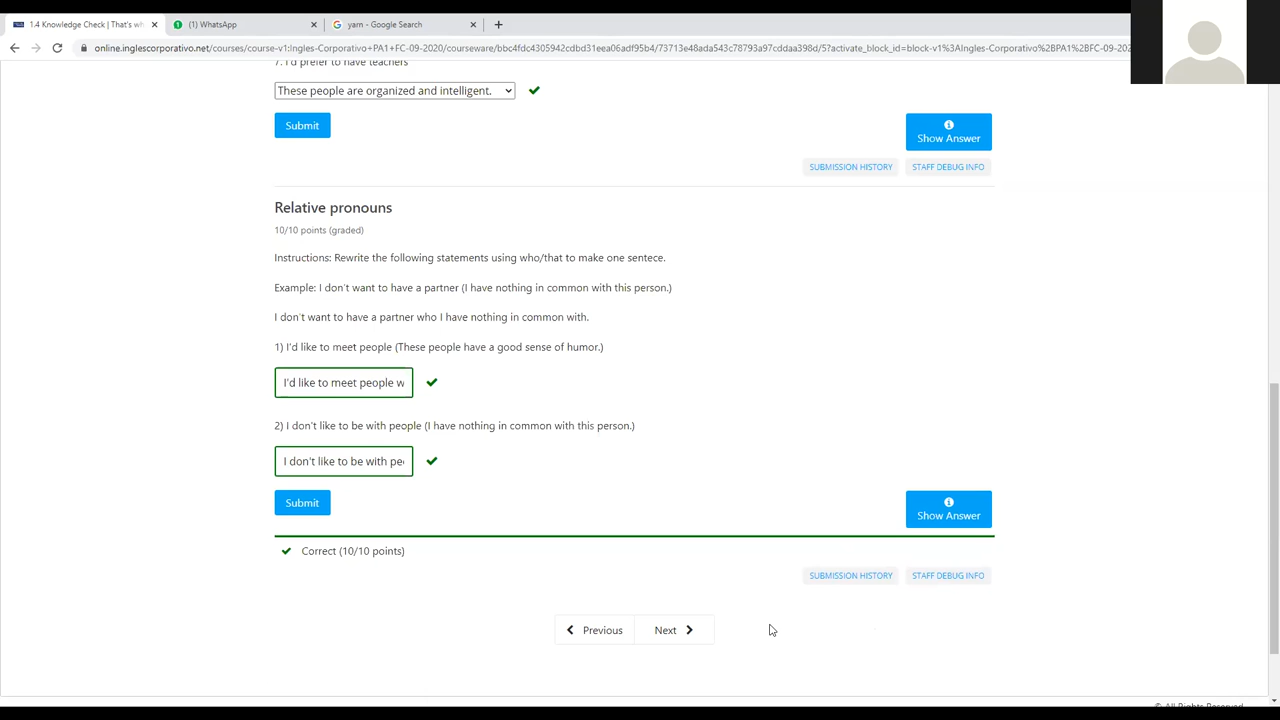 1.4 Knowledge Check | That's wh
(1) WhatsApp
yarn - Google Search
online.inglescorporativo.net/courses/course-v1:Ingles-Corporativo+PA1+FC-09-2020/courseware/bbc4fdc4305942cdbd31eea06adf95b4/73713e48ada543c78793a97cddaa398d/5?activate_block_id=block-v1%3AIngles-Corporativo%2BPA1%2BFC-09-202
7. I'd prefer to have teachers
These people are organized and intelligent.
Submit
Show Answer
SUBMISSION HISTORY
STAFF DEBUG INFO
Relative pronouns
10/10 points (graded)
Instructions: Rewrite the following statements using who/that to make one sentece.
Example: I don't want to have a partner (I have nothing in common with this person.)
I don't want to have a partner who I have nothing in common with.
1) I'd like to meet people (These people have a good sense of humor.)
I'd like to meet people w
2) I don't like to be with people (I have nothing in common with this person.)
I don't like to be with pe
Submit
Show Answer
Correct (10/10 points)
SUBMISSION HISTORY
STAFF DEBUG INFO
Previous
Next
© All Rights Reserved